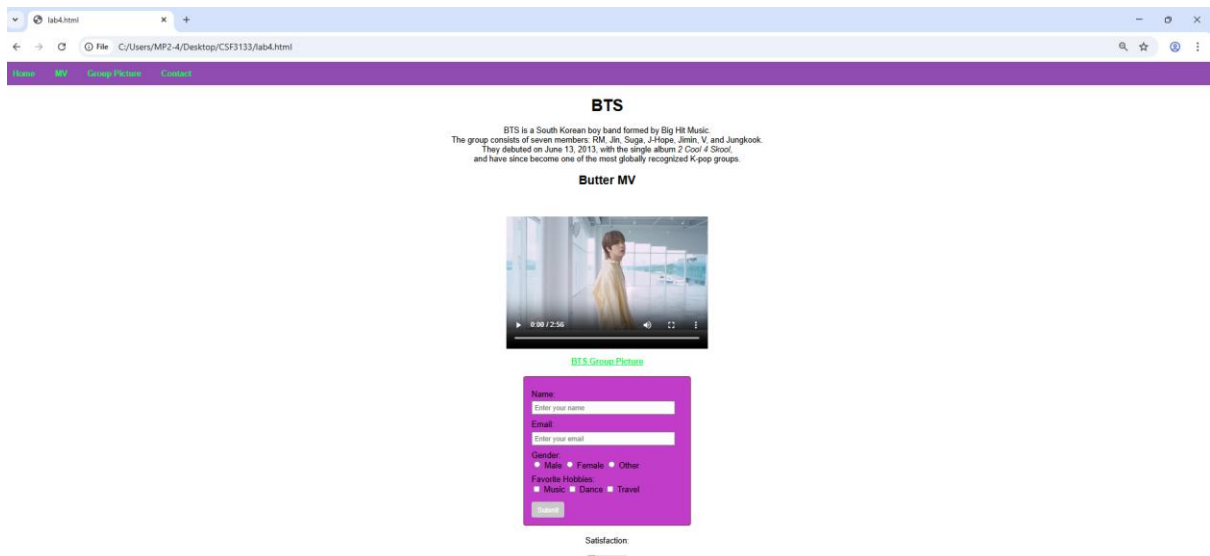 lab4.html
File C:/Users/MP2-4/Desktop/CSF3133/lab4.html
Home MV Group Picture Contact
BTS
BTS is a South Korean boy band formed by Big Hit Music.
The group consists of seven members: RM, Jin, Suga, J-Hope, Jimin, V, and Jungkook.
They debuted on June 13, 2013, with the single album 2 Cool 4 Skool,
and have since become one of the most globally recognized K-pop groups.
Butter MV
0:00 / 2:56
BTS Group Picture
Name:
Enter your name
Email:
Enter your email
Gender:
Male Female Other
Favorite Hobbies:
Music Dance Travel
Submit
Satisfaction: